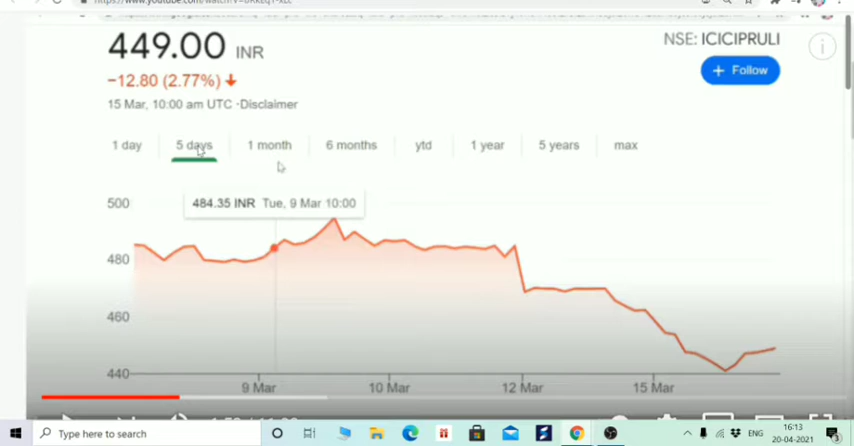 449.00 INR
NSE: ICICIPRULI
−12.80 (2.77%) ↓
+ Follow
15 Mar, 10:00 am UTC ·Disclaimer
1 day 5 days 1 month 6 months ytd 1 year 5 years max
500
484.35 INR Tue, 9 Mar 10:00
480
460
440
9 Mar 10 Mar 12 Mar 15 Mar
Type here to search
ENG
16:13
20-04-2021
3